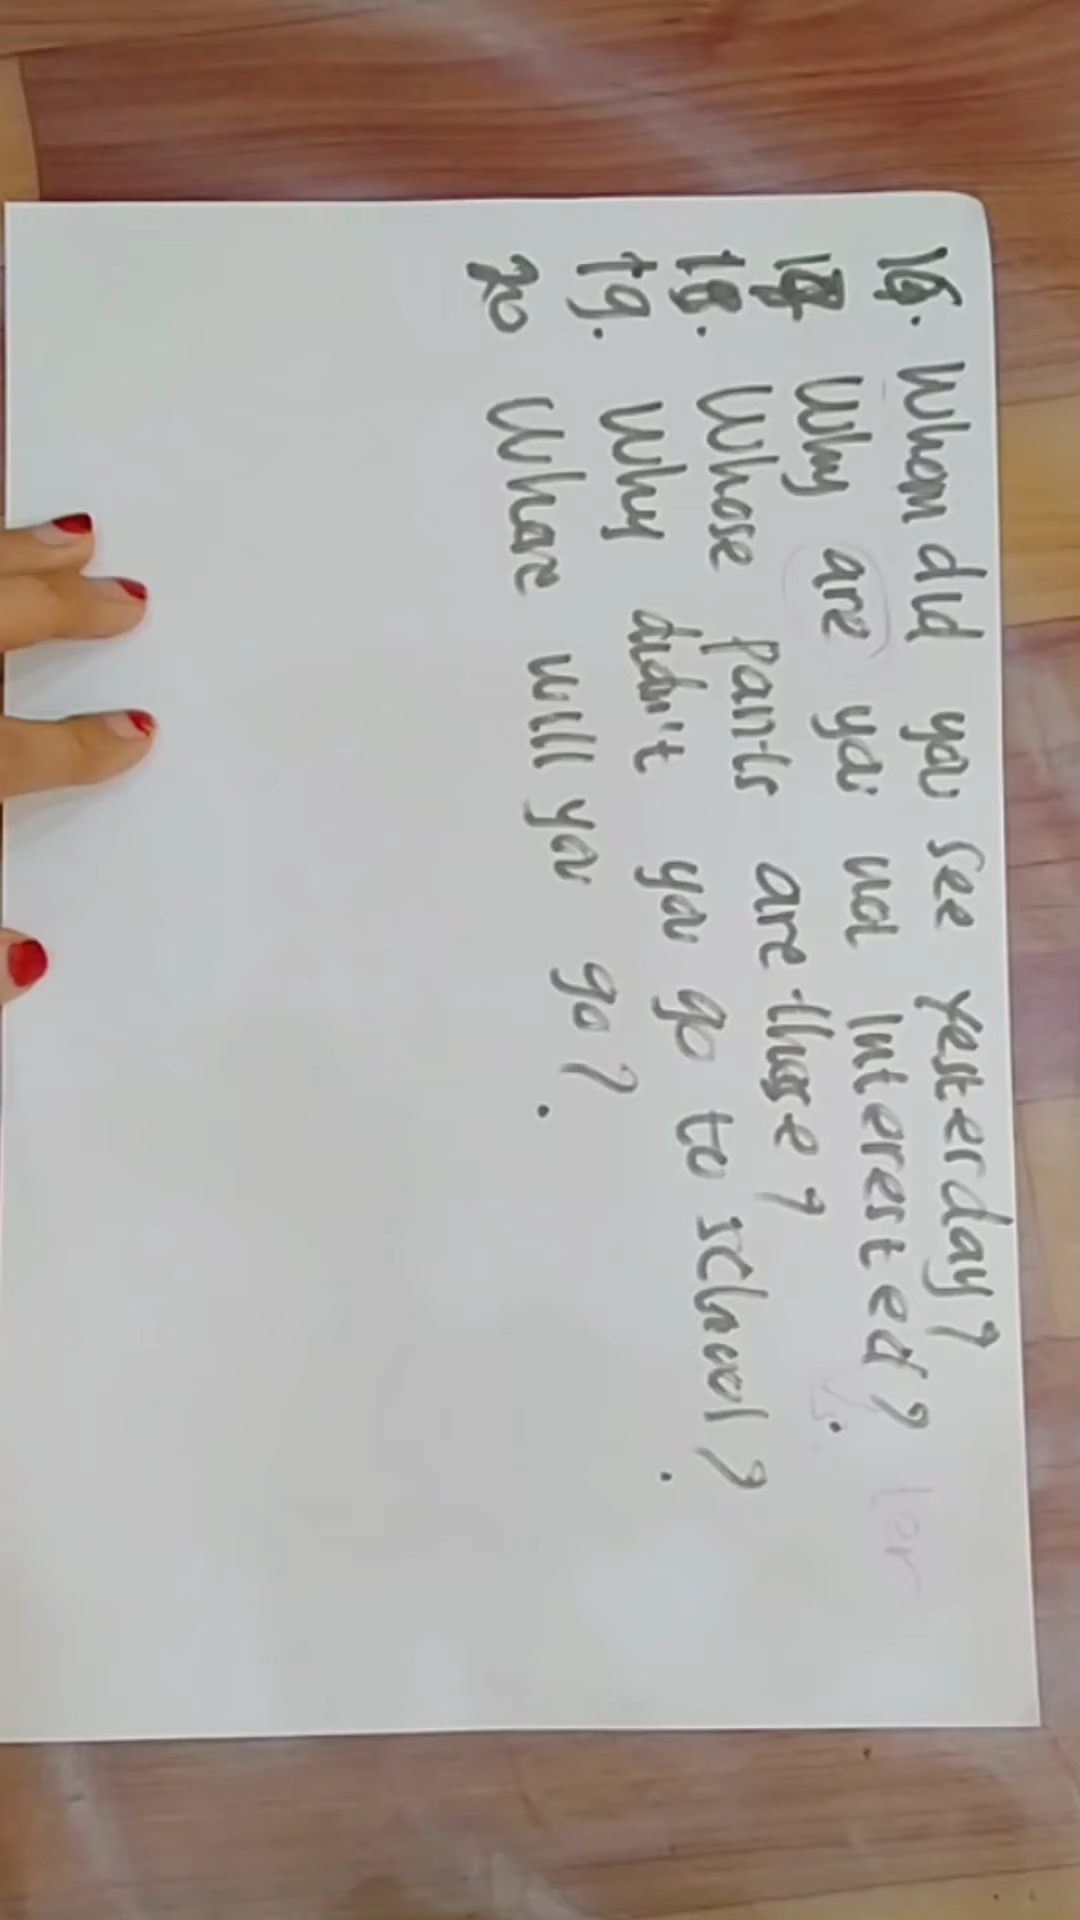 16. Whom did you see yesterday?
17 Why are you not interested?
18. Whose pants are these?
19. Why didn't you go to school?
20 Whare will you go?